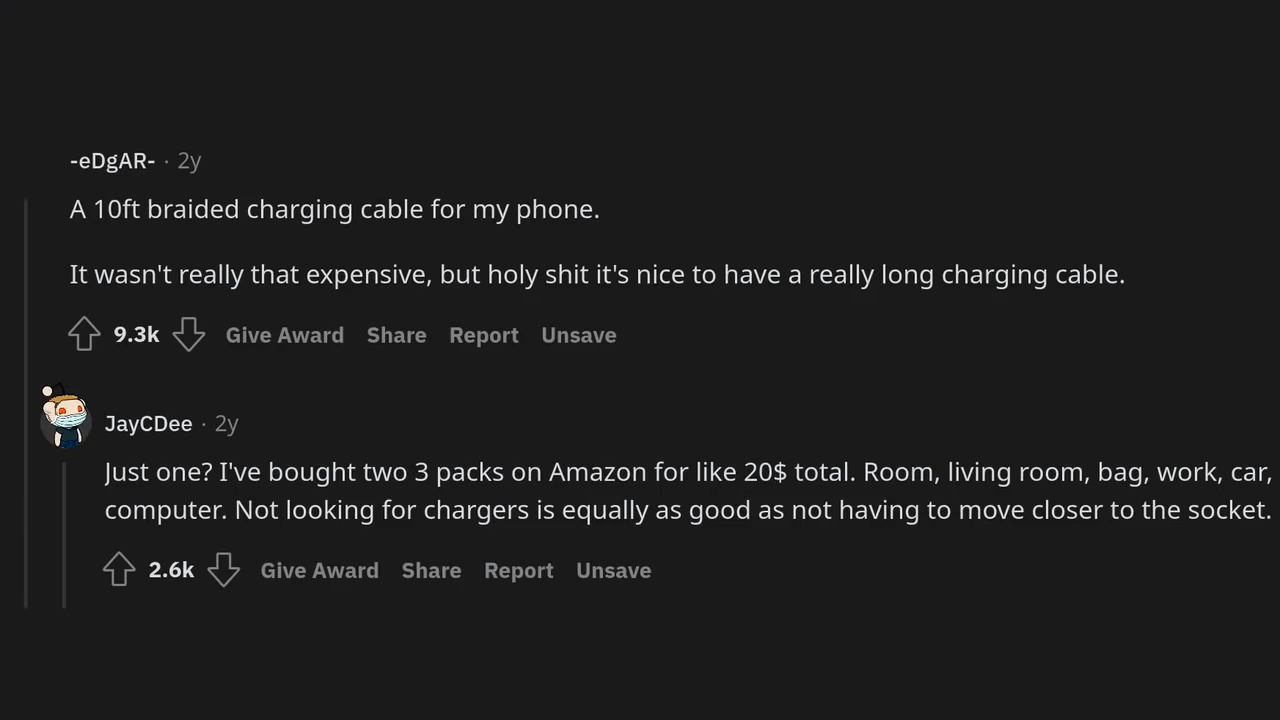 -eDgAR- · 2y
A 10ft braided charging cable for my phone.
It wasn't really that expensive, but holy shit it's nice to have a really long charging cable.
9.3k Give Award Share Report Unsave
JayCDee · 2y
Just one? I've bought two 3 packs on Amazon for like 20$ total. Room, living room, bag, work, car,
computer. Not looking for chargers is equally as good as not having to move closer to the socket.
2.6k Give Award Share Report Unsave